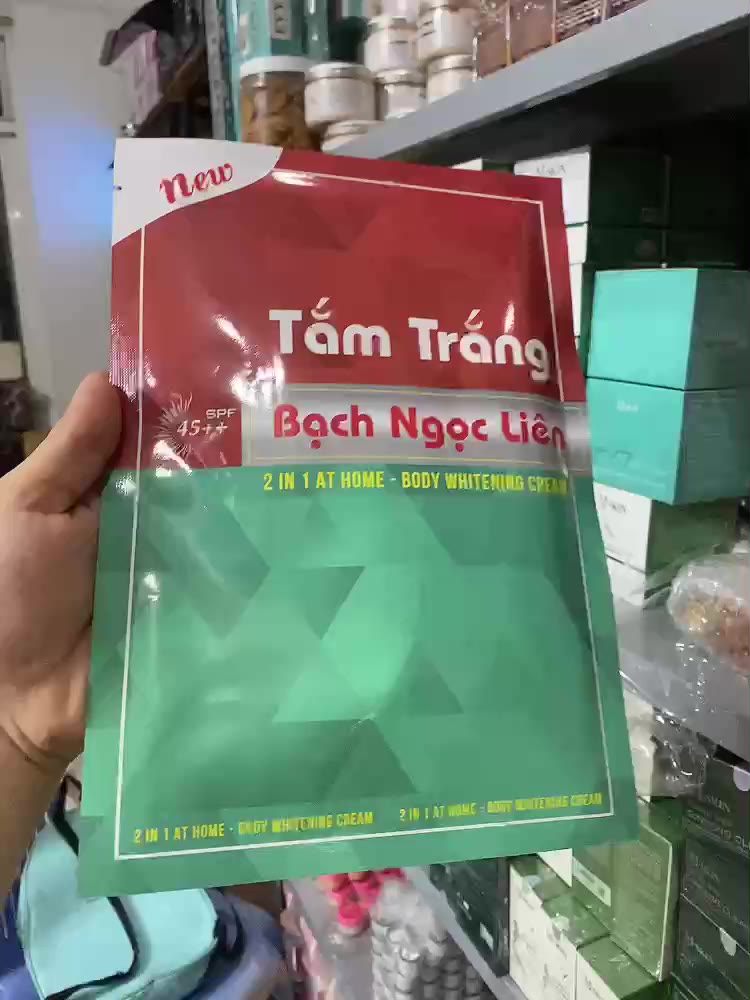 New
Tắm Trắng
SPF
45++
Bạch Ngọc Liên
2 IN 1 AT HOME - BODY WHITENING CREAM
2 IN 1 AT HOME - BODY WHITENING CREAM
2 IN 1 AT HOME - BODY WHITENING CREAM